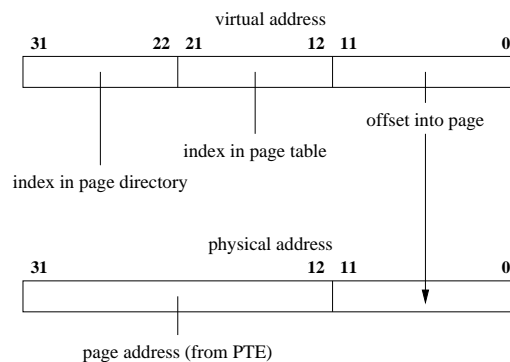 virtual address
31 22 21 12 11 0
offset into page
index in page table
index in page directory
physical address
31 12 11 0
page address (from PTE)